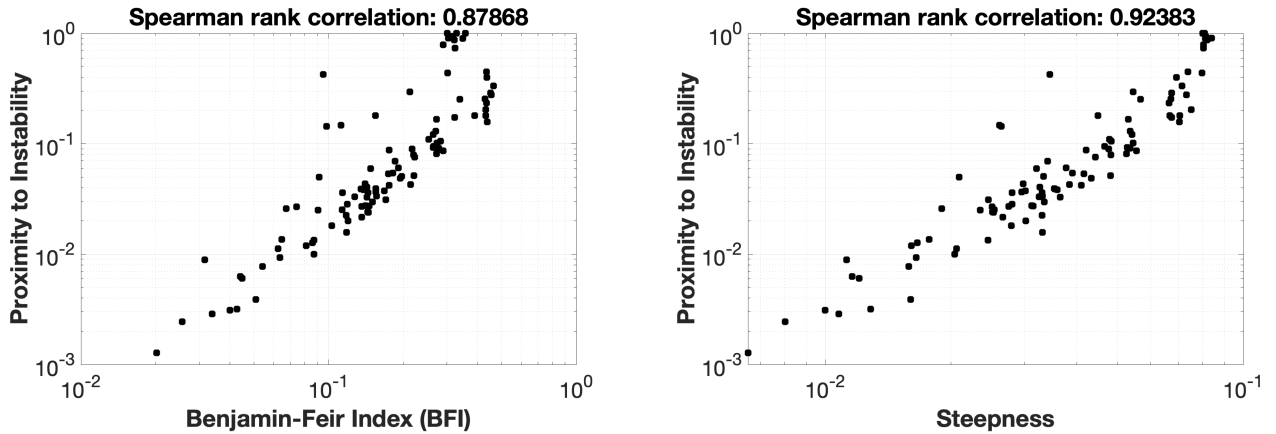 Spearman rank correlation: 0.87868
10^0
10^-1
10^-2
10^-3
Proximity to Instability
10^-2 10^-1 10^0
Benjamin-Feir Index (BFI)
Spearman rank correlation: 0.92383
10^0
10^-1
10^-2
10^-3
Proximity to Instability
10^-2 10^-1
Steepness